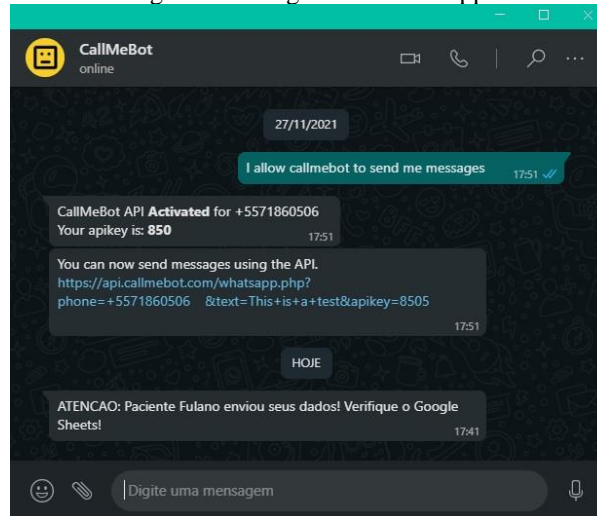 CallMeBot
online
27/11/2021
I allow callmebot to send me messages 17:51
CallMeBot API Activated for +5571860506
Your apikey is: 850
17:51
You can now send messages using the API.
https://api.callmebot.com/whatsapp.php?
phone=+5571860506 &text=This+is+a+test&apikey=8505
17:51
HOJE
ATENCAO: Paciente Fulano enviou seus dados! Verifique o Google
Sheets!
17:41
Digite uma mensagem